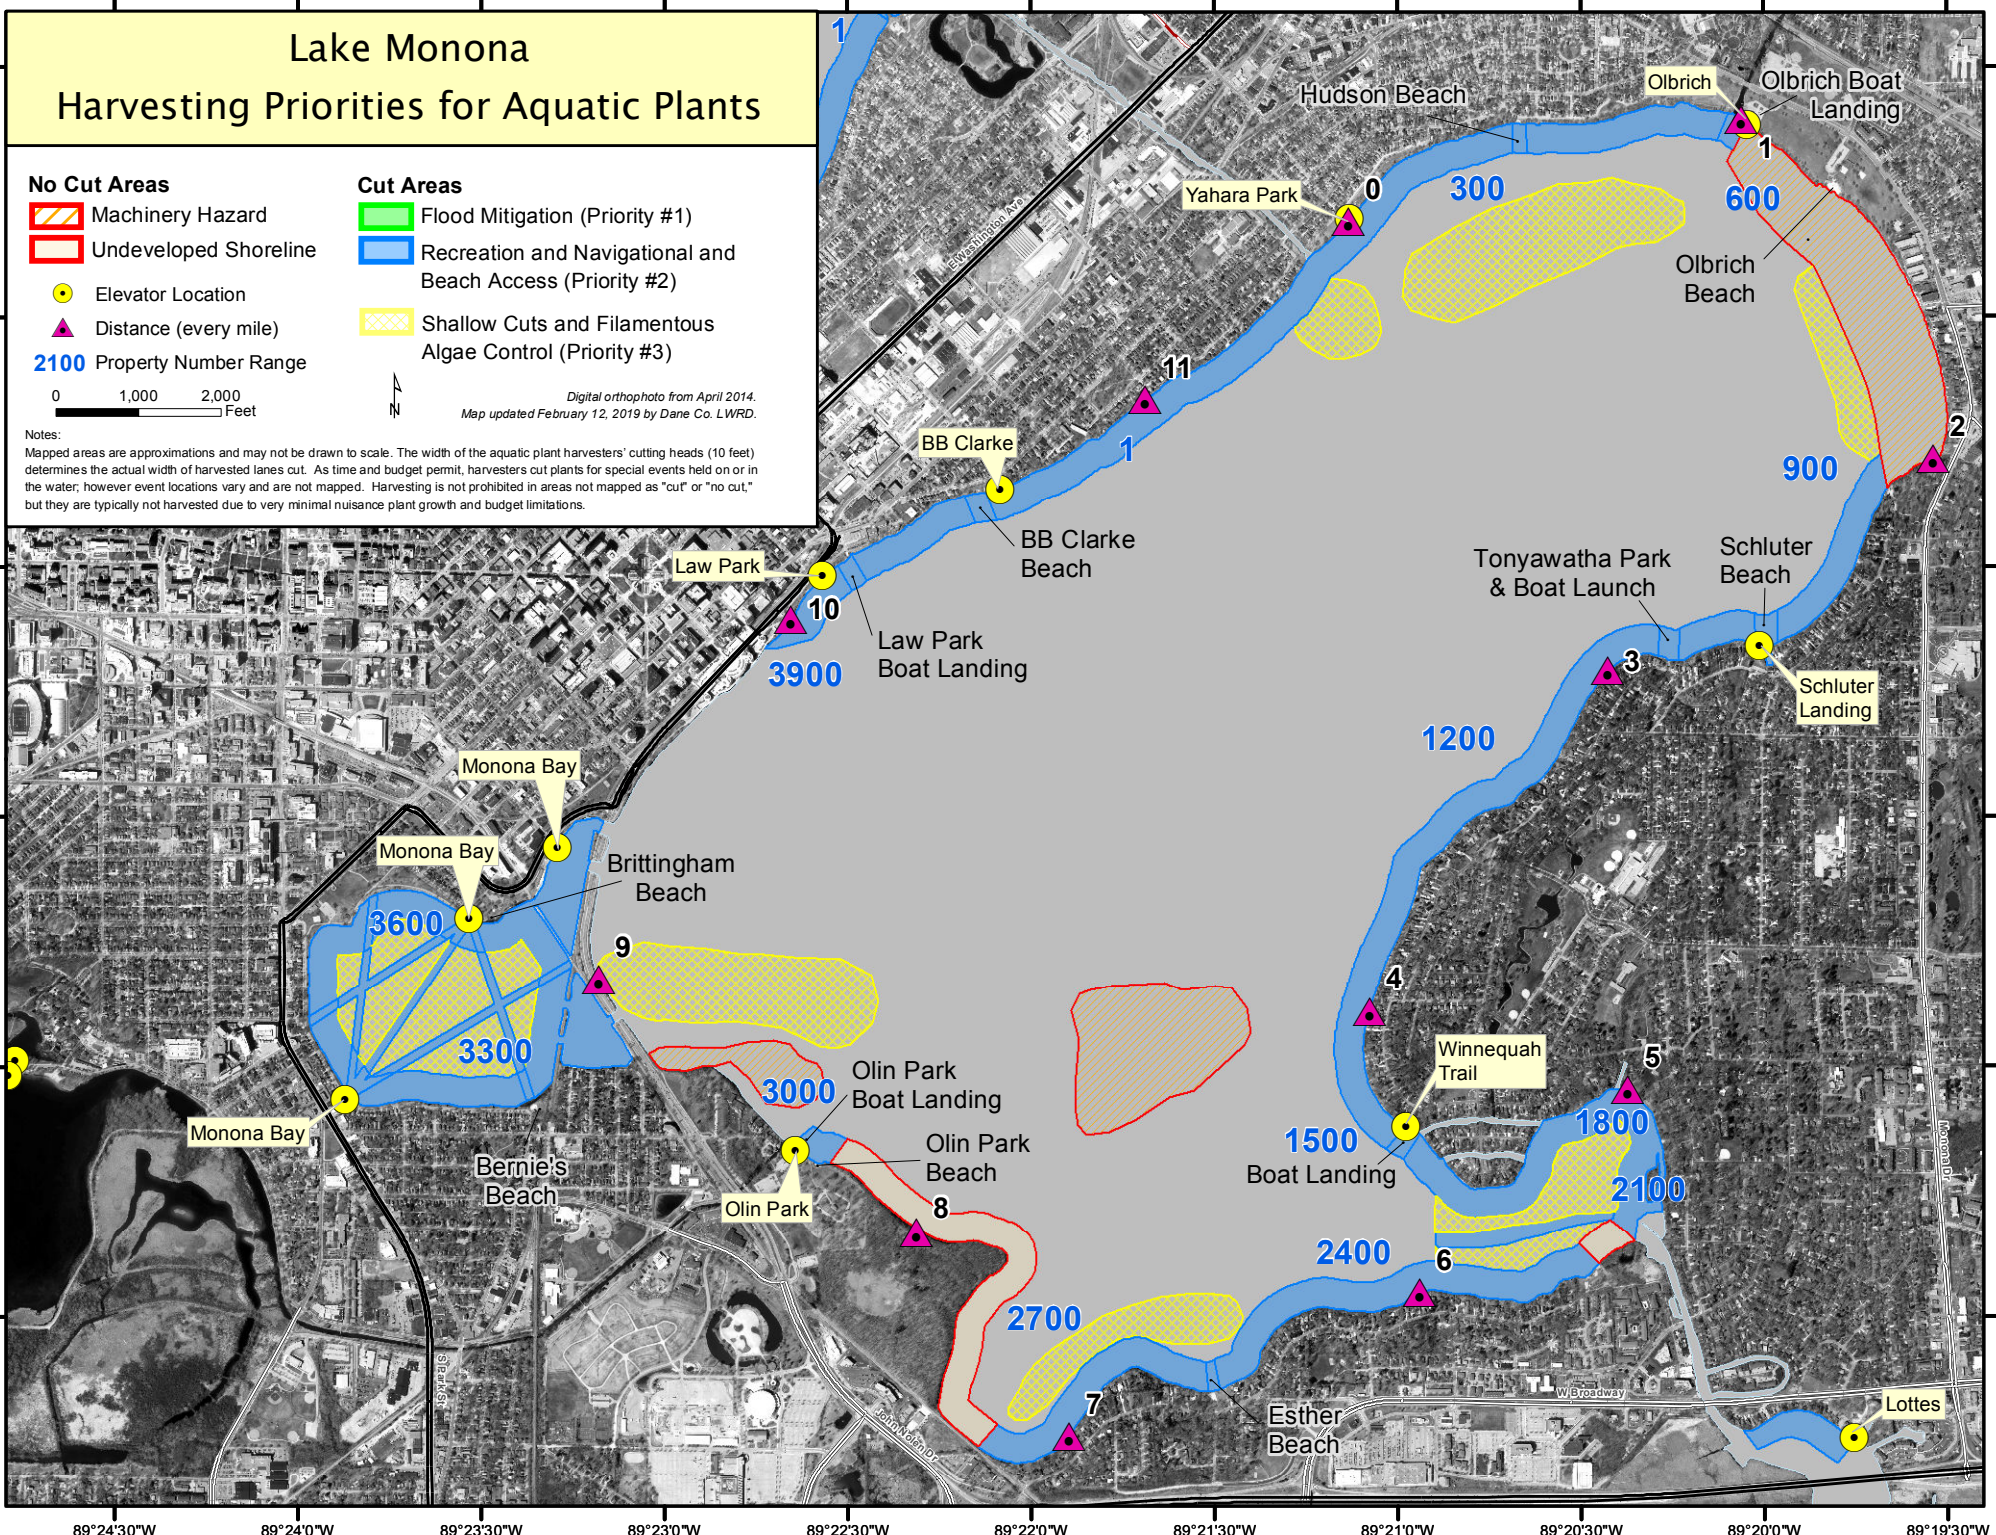 Lake Monona
Harvesting Priorities for Aquatic Plants
No Cut Areas
Machinery Hazard
Undeveloped Shoreline
Elevator Location
Distance (every mile)
2100 Property Number Range
0 1,000 2,000
Feet
Cut Areas
Flood Mitigation (Priority #1)
Recreation and Navigational and
Beach Access (Priority #2)
Shallow Cuts and Filamentous
Algae Control (Priority #3)
N
Digital orthophoto from April 2014.
Map updated February 12, 2019 by Dane Co. LWRD.
Notes:
Mapped areas are approximations and may not be drawn to scale. The width of the aquatic plant harvesters' cutting heads (10 feet)
determines the actual width of harvested lanes cut. As time and budget permit, harvesters cut plants for special events held on or in
the water; however event locations vary and are not mapped. Harvesting is not prohibited in areas not mapped as "cut" or "no cut,"
but they are typically not harvested due to very minimal nuisance plant growth and budget limitations.
1
Hudson Beach
Olbrich
Olbrich Boat
Landing
1
Yahara Park
0
300
600
E Washington Ave
Olbrich
Beach
11
BB Clarke
1
2
900
BB Clarke
Beach
Law Park
10
Law Park
Boat Landing
3900
Tonyawatha Park
& Boat Launch
Schluter
Beach
3
Schluter
Landing
1200
Monona Bay
Monona Bay
Brittingham
Beach
3600
9
3300
4
Winnequah
Trail
5
3000
Olin Park
Boat Landing
Monona Bay
Bernie's
Beach
Olin Park
Beach
Olin Park
8
1500
Boat Landing
1800
2100
Monona Dr
2400
6
2700
7
Esther
Beach
S Park St
John Nolen Dr
W Broadway
Lottes
89°24'30"W 89°24'0"W 89°23'30"W 89°23'0"W 89°22'30"W 89°22'0"W 89°21'30"W 89°21'0"W 89°20'30"W 89°20'0"W 89°19'30"W